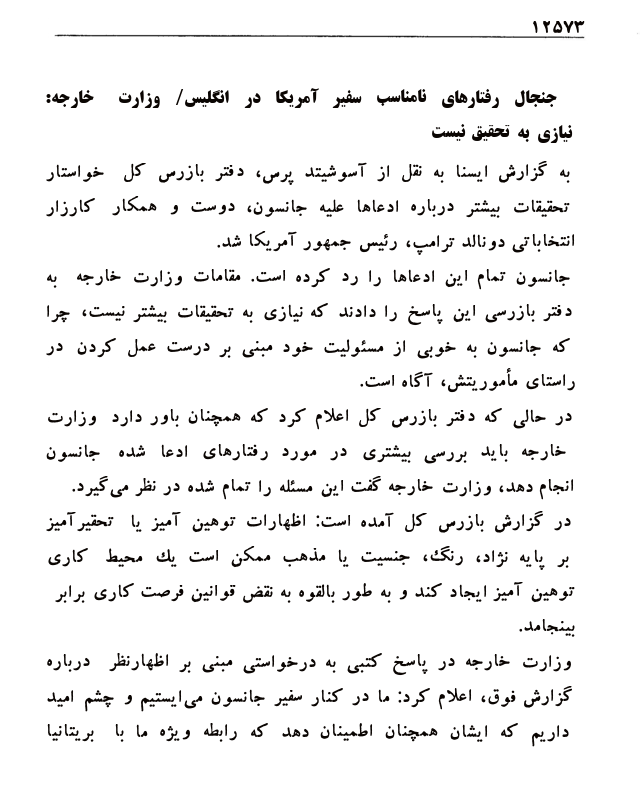 ۱۲۵۷۳
جنجال رفتارهای نامناسب سفیر آمریکا در انگلیس/ وزارت خارجه:
نیازی به تحقیق نیست
به گزارش ایسنا به نقل از آسوشیتد پرس، دفتر بازرس کل خواستار
تحقیقات بیشتر درباره ادعاها علیه جانسون، دوست و همکار کارزار
انتخاباتی دونالد ترامپ، رئیس جمهور آمریکا شد.
جانسون تمام این ادعاها را رد کرده است. مقامات وزارت خارجه به
دفتر بازرسی این پاسخ را دادند که نیازی به تحقیقات بیشتر نیست، چرا
که جانسون به خوبی از مسئولیت خود مبنی بر درست عمل کردن در
راستای مأموریتش، آگاه است.
در حالی که دفتر بازرس کل اعلام کرد که همچنان باور دارد وزارت
خارجه باید بررسی بیشتری در مورد رفتارهای ادعا شده جانسون
انجام دهد، وزارت خارجه گفت این مسئله را تمام شده در نظر می‌گیرد.
در گزارش بازرس کل آمده است: اظهارات توهین آمیز یا تحقیرآمیز
بر پایه نژاد، رنگ، جنسیت یا مذهب ممکن است یك محیط کاری
توهین آمیز ایجاد کند و به طور بالقوه به نقض قوانین فرصت کاری برابر
بینجامد.
وزارت خارجه در پاسخ کتبی به درخواستی مبنی بر اظهارنظر درباره
گزارش فوق، اعلام کرد: ما در کنار سفیر جانسون می‌ایستیم و چشم امید
داریم که ایشان همچنان اطمینان دهد که رابطه ویژه ما با بریتانیا